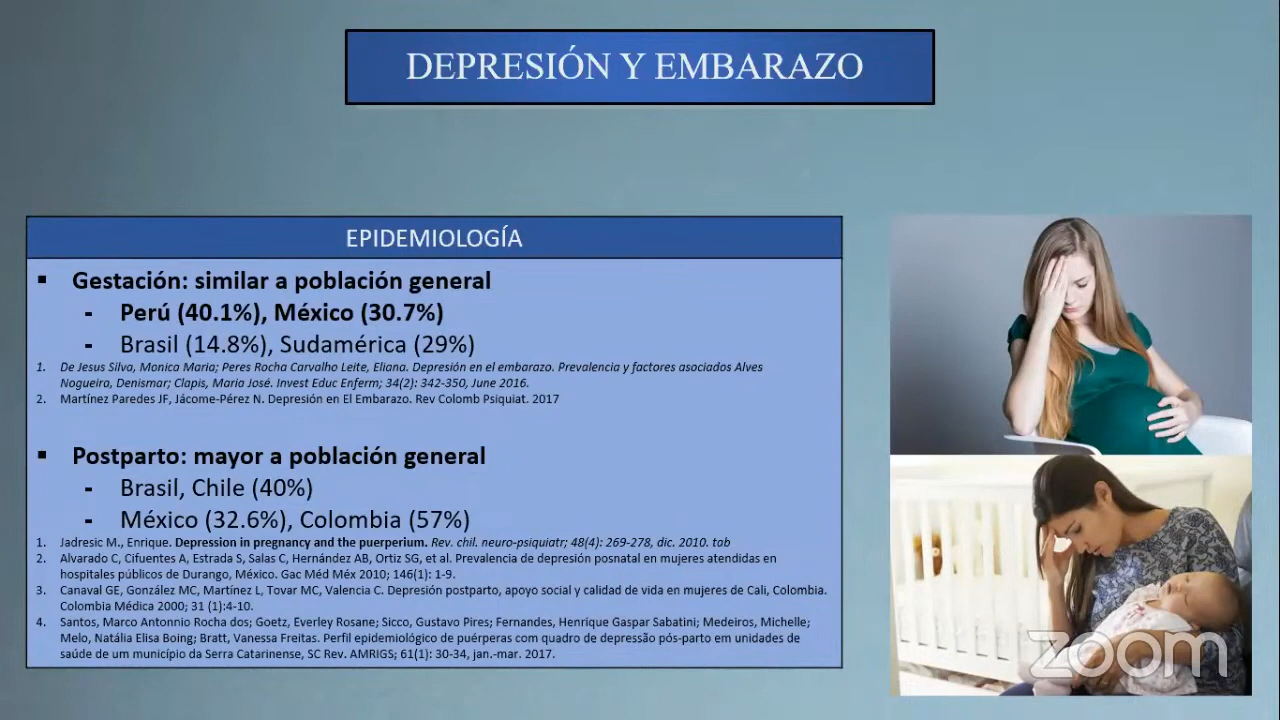 DEPRESIÓN Y EMBARAZO
EPIDEMIOLOGÍA
▪ Gestación: similar a población general
- Perú (40.1%), México (30.7%)
- Brasil (14.8%), Sudamérica (29%)
1. De Jesus Silva, Monica Maria; Peres Rocha Carvalho Leite, Eliana. Depresión en el embarazo. Prevalencia y factores asociados Alves
Nogueira, Denismar; Clapis, Maria José. Invest Educ Enferm; 34(2): 342-350, June 2016.
2. Martínez Paredes JF, Jácome-Pérez N. Depresión en El Embarazo. Rev Colomb Psiquiat. 2017
▪ Postparto: mayor a población general
- Brasil, Chile (40%)
- México (32.6%), Colombia (57%)
1. Jadresic M., Enrique. Depression in pregnancy and the puerperium. Rev. chil. neuro-psiquiatr; 48(4): 269-278, dic. 2010. tob
2. Alvarado C, Cifuentes A, Estrada S, Salas C, Hernández AB, Ortiz SG, et al. Prevalencia de depresión posnatal en mujeres atendidas en
hospitales públicos de Durango, México. Gac Méd Méx 2010; 146(1): 1-9.
3. Canaval GE, González MC, Martínez L, Tovar MC, Valencia C. Depresión postparto, apoyo social y calidad de vida en mujeres de Cali, Colombia.
Colombia Médica 2000; 31 (1):4-10.
4. Santos, Marco Antonnio Rocha dos; Goetz, Everley Rosane; Sicco, Gustavo Pires; Fernandes, Henrique Gaspar Sabatini; Medeiros, Michelle;
Melo, Natália Elisa Boing; Bratt, Vanessa Freitas. Perfil epidemiológico de puérperas com quadro de depressão pós-parto em unidades de
saúde de um município da Serra Catarinense, SC Rev. AMRIGS; 61(1): 30-34, jan.-mar. 2017.
zoom